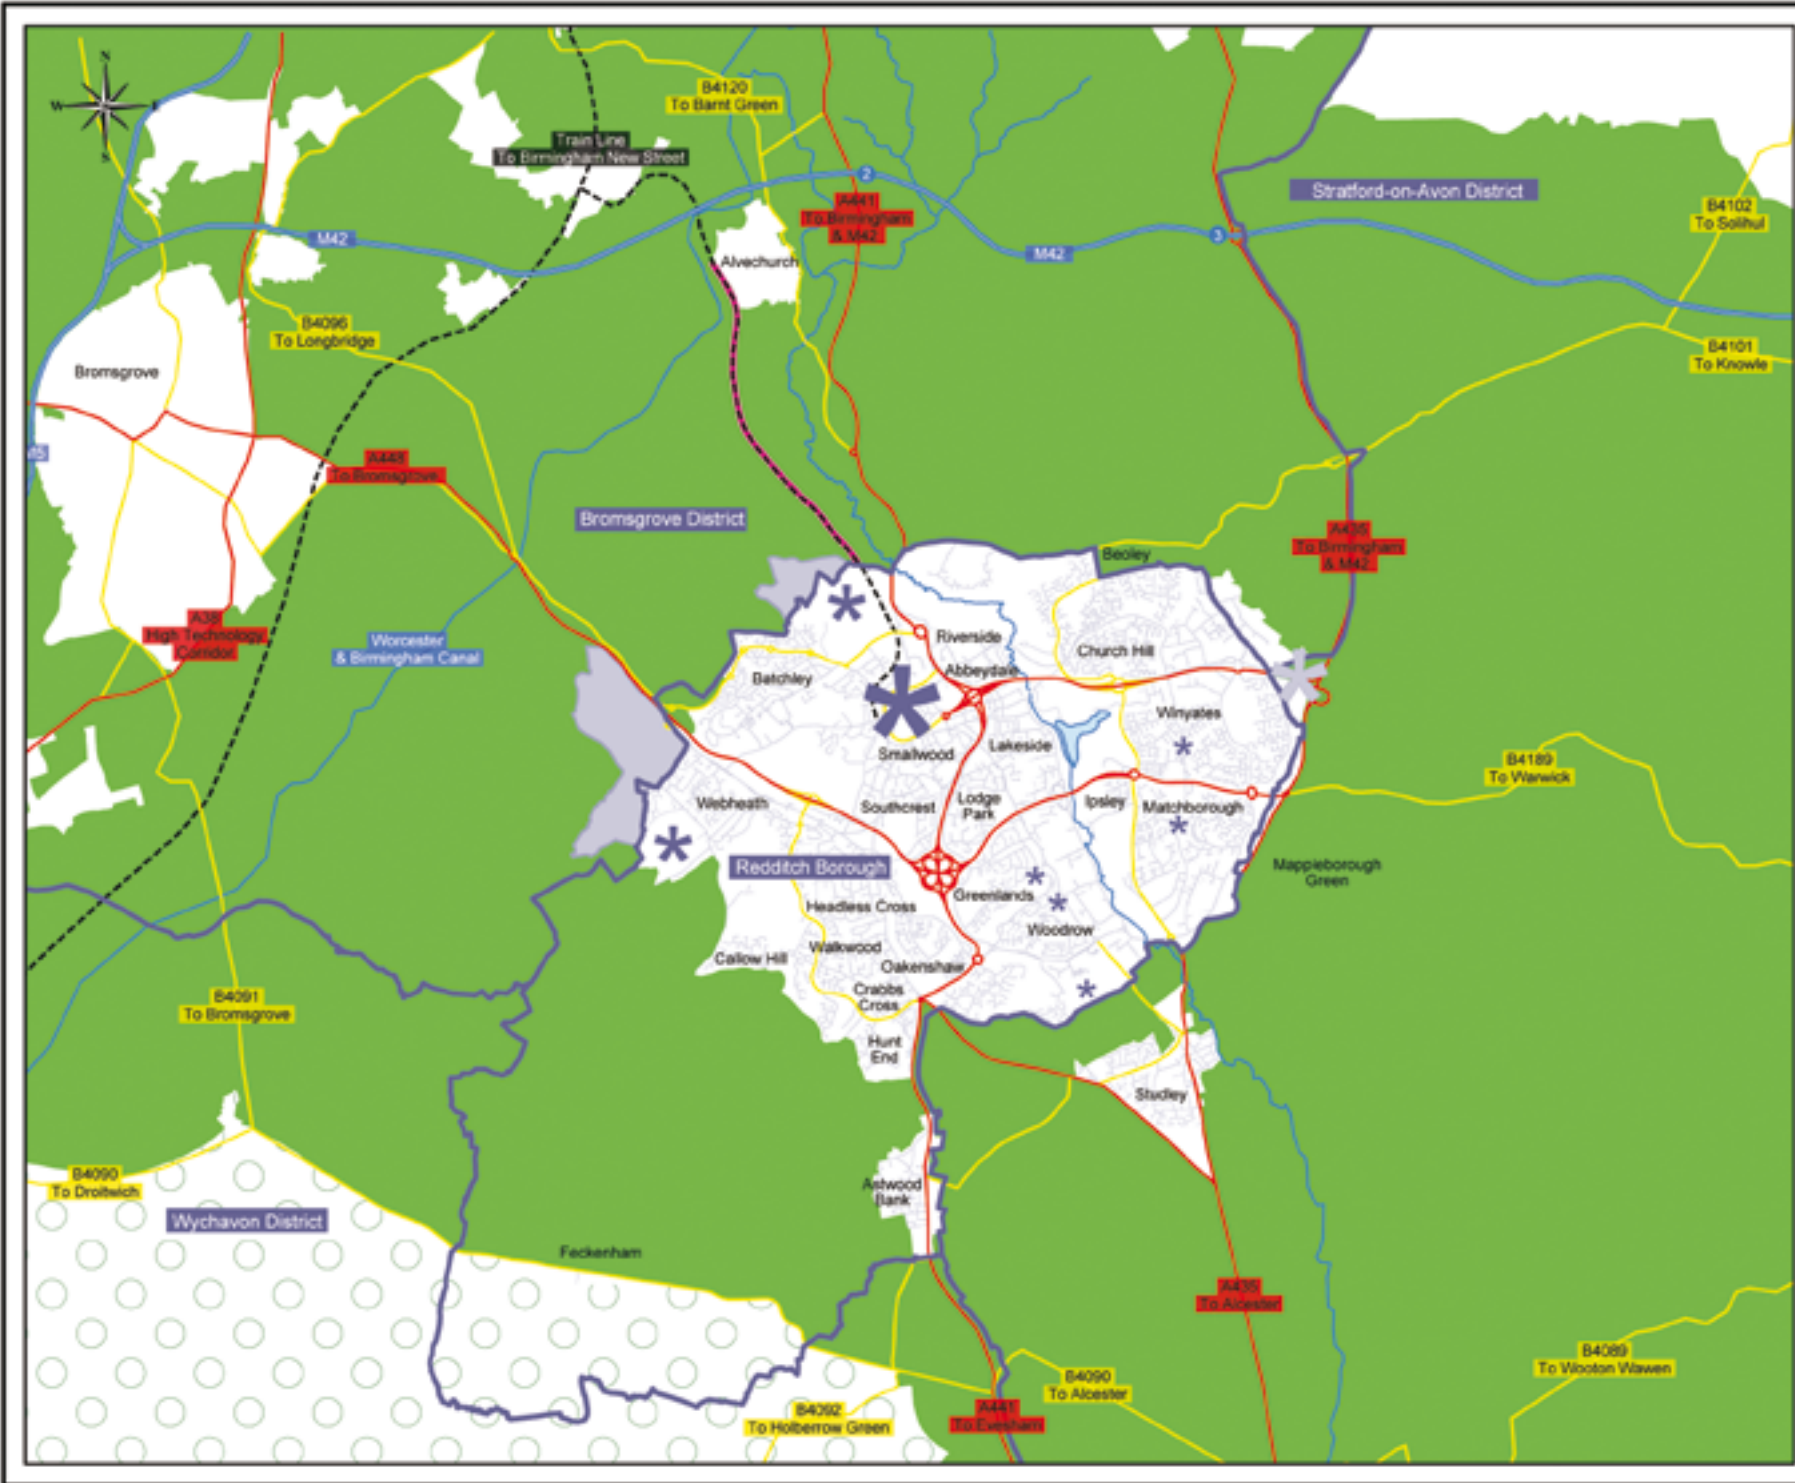 N
W
E
S
B4120
To Barnt Green
Train Line
To Birmingham New Street
2
A441
To Birmingham
& M42
Stratford-on-Avon District
B4102
To Solihul
M42
3
M42
Alvechurch
B4096
To Longbridge
B4101
To Knowle
Bromsgrove
M5
A448
To Bromsgrove
Bromsgrove District
A435
To Birmingham
& M42
Beoley
A38
High Technology
Corridor
Worcester
& Birmingham Canal
Riverside
Church Hill
Abbeydale
Batchley
Winyates
Smallwood
Lakeside
B4189
To Warwick
Webheath
Southcrest
Lodge
Park
Ipsley
Matchborough
Redditch Borough
Mappleborough
Green
Greenlands
Headless Cross
Woodrow
Walkwood
Callow Hill
Oakenshaw
Crabbs
Cross
B4091
To Bromsgrove
Hunt
End
Studley
B4090
To Droitwich
Astwood
Bank
Wychavon District
Feckenham
A435
To Alcester
B4089
To Wooton Wawen
B4090
To Alcester
B4092
To Holberrow Green
A441
To Evesham